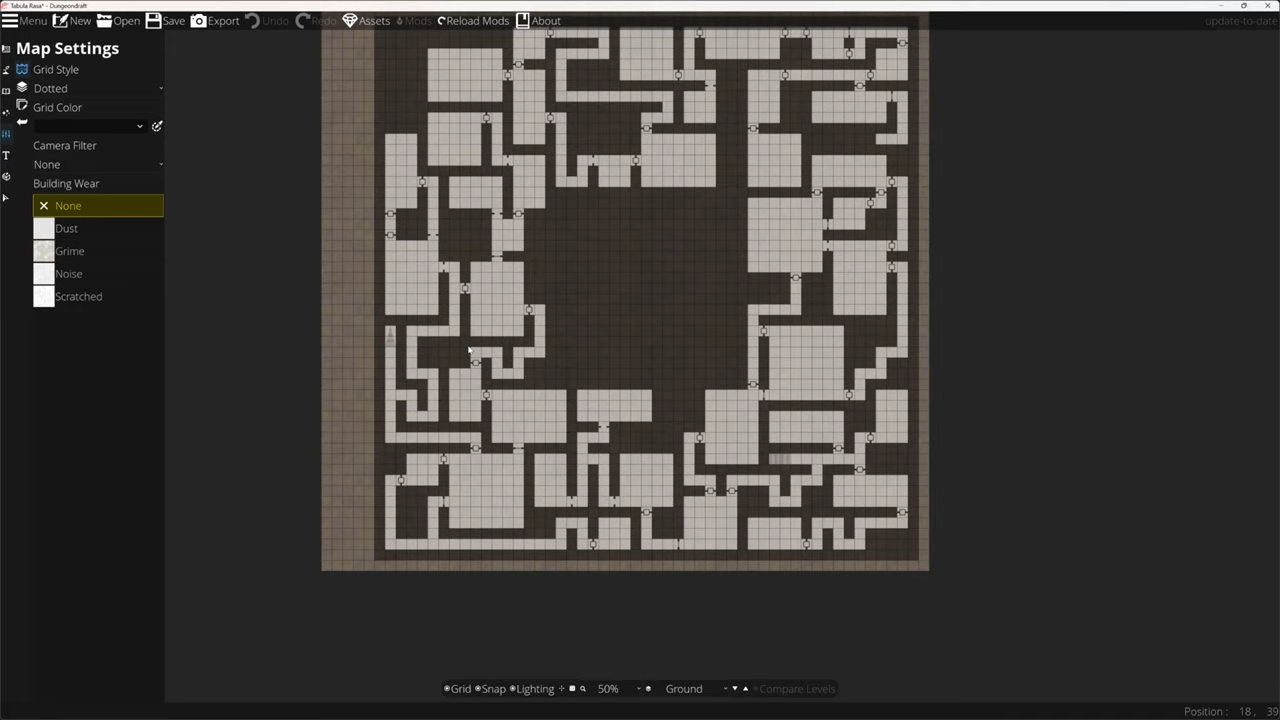 Tabula Rasa* - Dungeondraft
Menu New Open Save Export Undo Redo Assets Mods Reload Mods About update-to-date
Map Settings
Grid Style
Dotted
Grid Color
Camera Filter
None
Building Wear
None
Dust
Grime
Noise
Scratched
Grid Snap Lighting 50% Ground Compare Levels
Position : 18 , 39